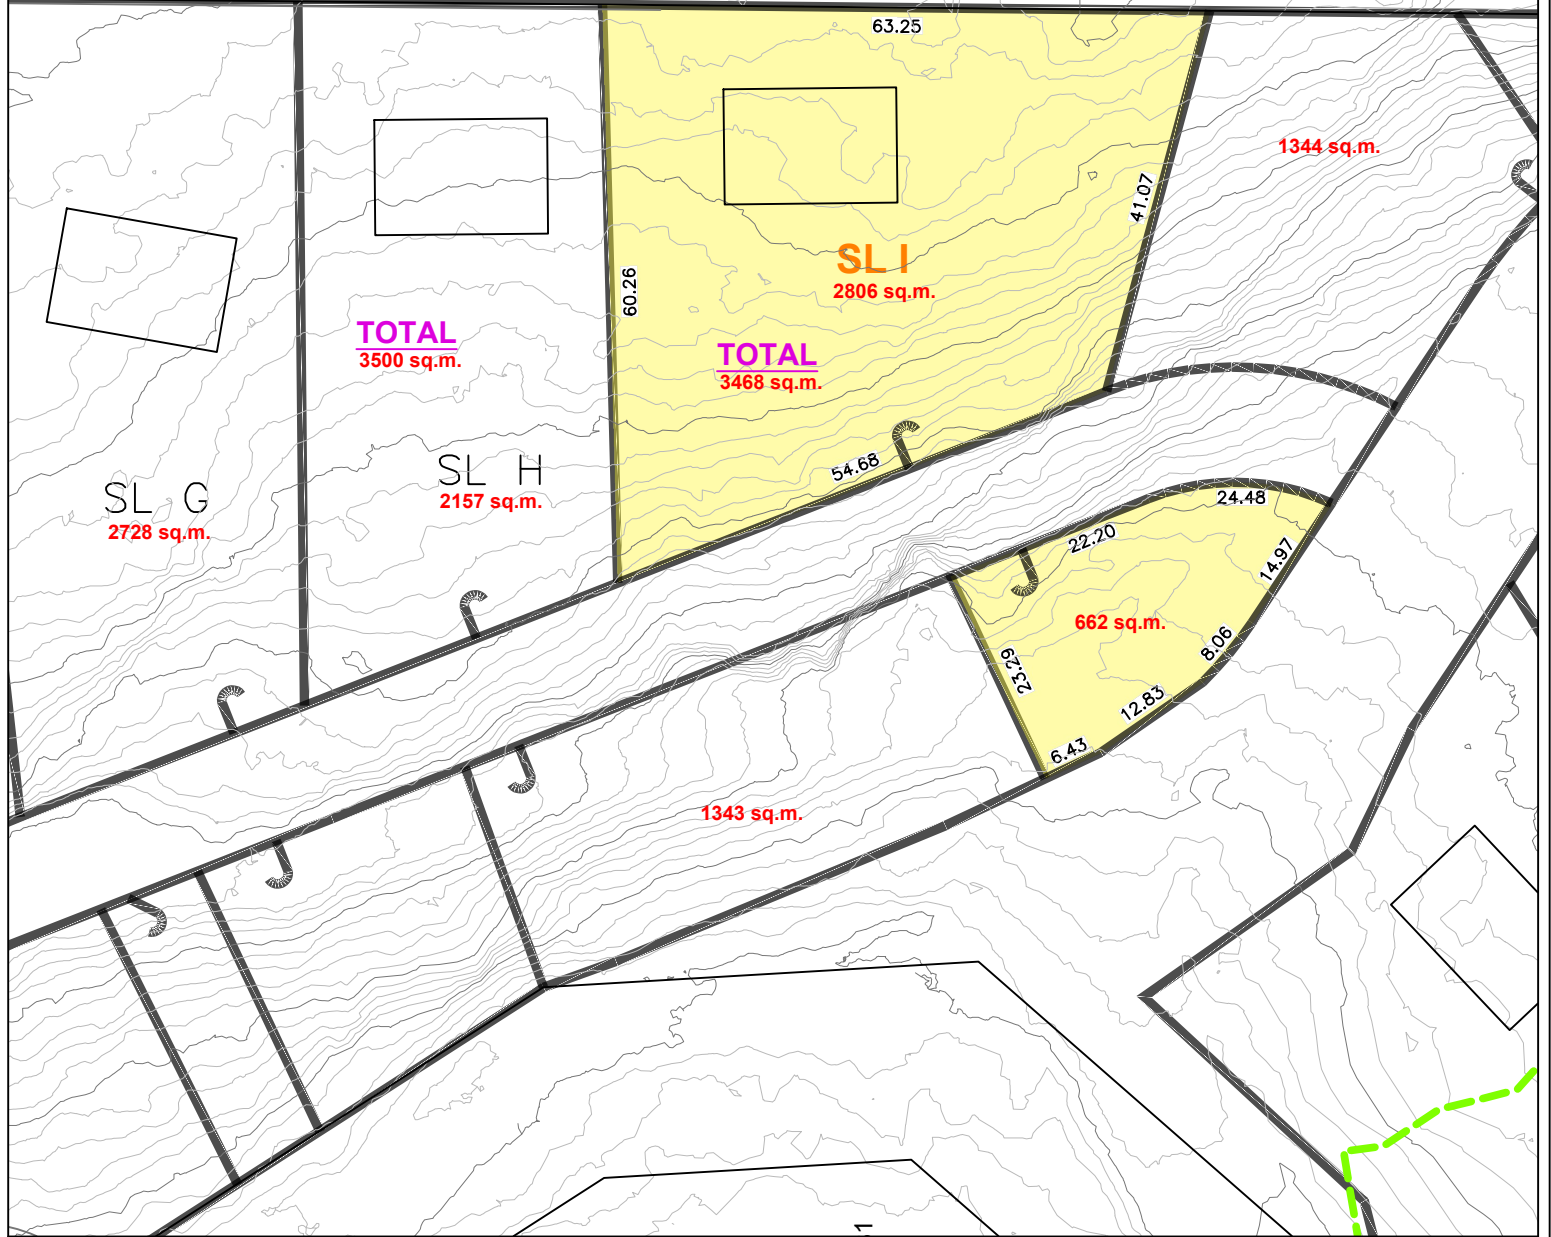 63.25
1344 sq.m.
41.07
SL I
2806 sq.m.
60.26
TOTAL
3500 sq.m.
TOTAL
3468 sq.m.
54.68
SL H
2157 sq.m.
SL G
2728 sq.m.
24.48
22.20
14.97
662 sq.m.
8.06
23.29
12.83
6.43
1343 sq.m.